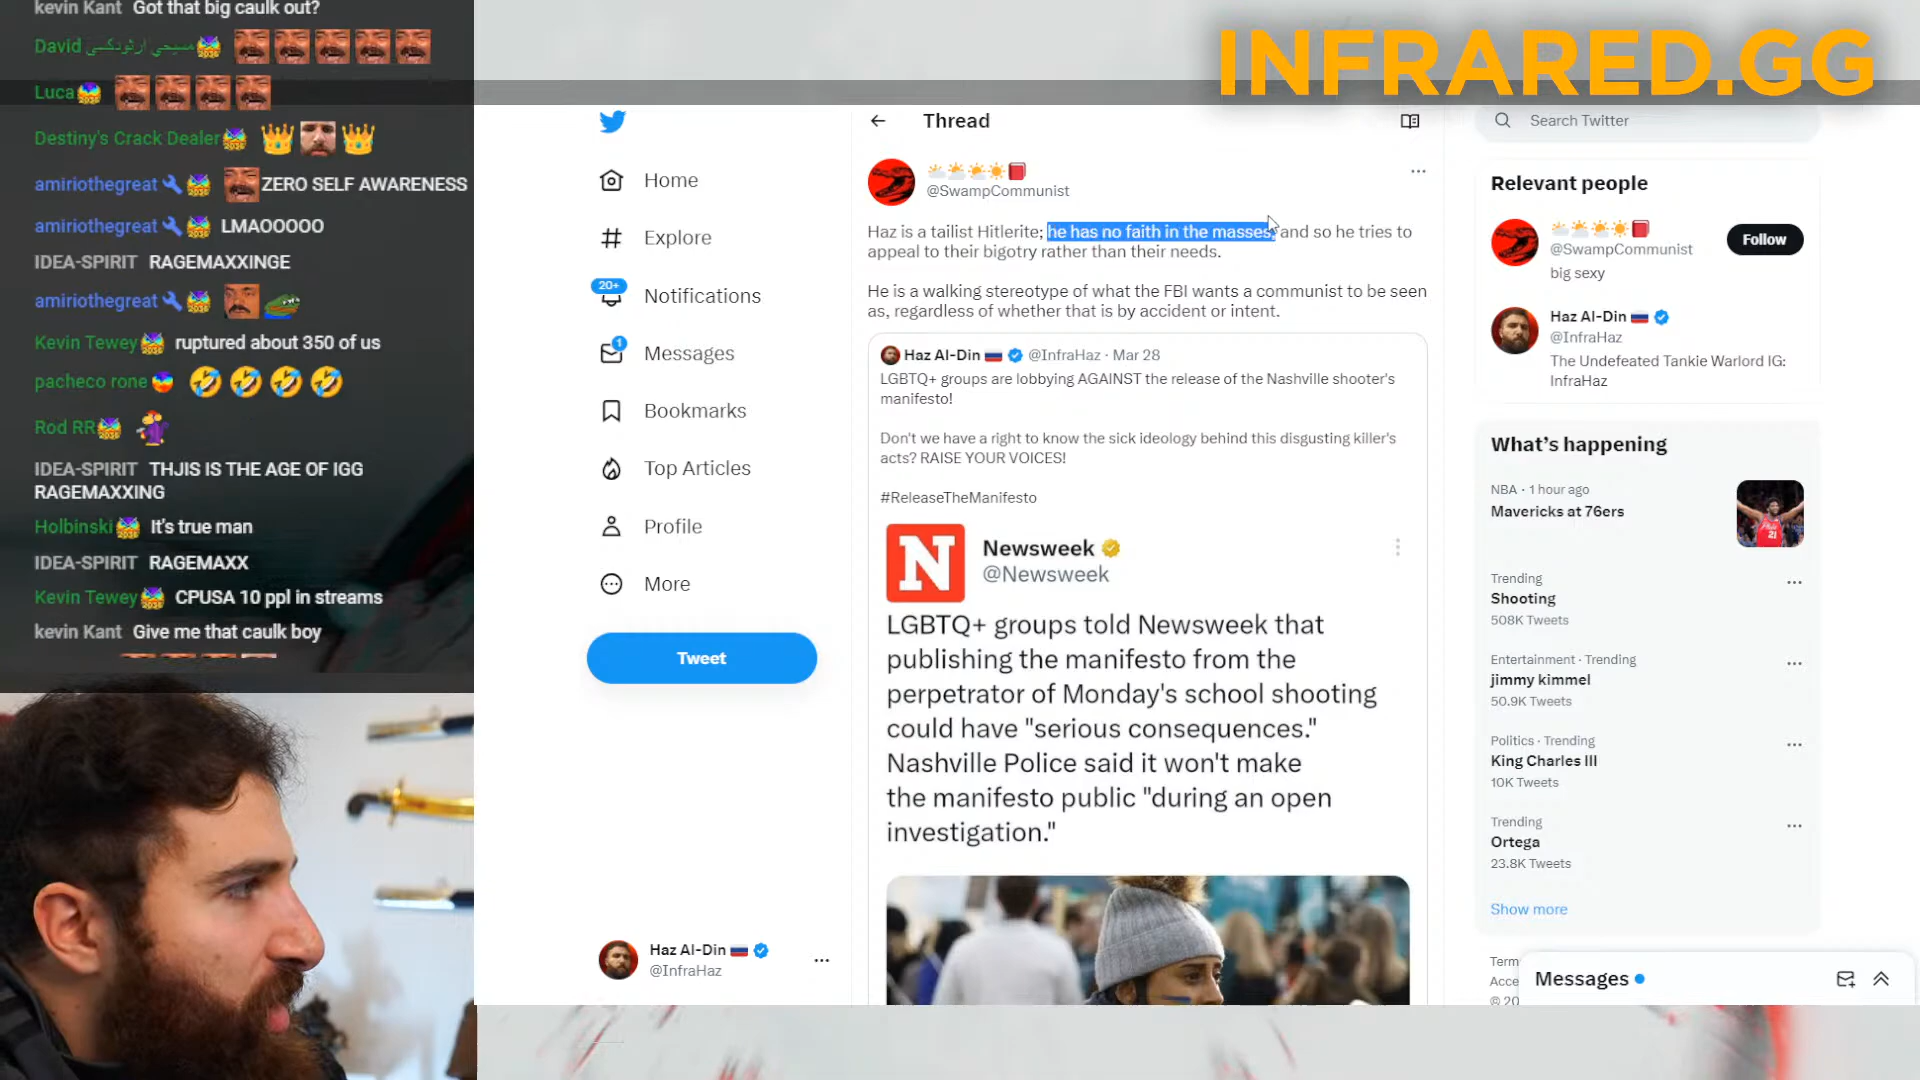 kevin Kant Got that big caulk out?
David مسيحي ارثودكسي
Luca
Destiny's Crack Dealer
amiriothegreat ZERO SELF AWARENESS
amiriothegreat LMAOOOOO
IDEA-SPIRIT RAGEMAXXINGE
amiriothegreat
Kevin Tewey ruptured about 350 of us
pacheco rone
Rod RR
IDEA-SPIRIT THJIS IS THE AGE OF IGG
RAGEMAXXING
Holbinski It's true man
IDEA-SPIRIT RAGEMAXX
Kevin Tewey CPUSA 10 ppl in streams
kevin Kant Give me that caulk boy
INFRARED.GG
Home
Explore
20+
Notifications
1
Messages
Bookmarks
Top Articles
Profile
More
Tweet
Haz Al-Din
@InfraHaz
Thread
@SwampCommunist
Haz is a tailist Hitlerite; he has no faith in the masses, and so he tries to
appeal to their bigotry rather than their needs.
He is a walking stereotype of what the FBI wants a communist to be seen
as, regardless of whether that is by accident or intent.
Haz Al-Din @InfraHaz · Mar 28
LGBTQ+ groups are lobbying AGAINST the release of the Nashville shooter's
manifesto!
Don't we have a right to know the sick ideology behind this disgusting killer's
acts? RAISE YOUR VOICES!
#ReleaseTheManifesto
N
Newsweek
@Newsweek
LGBTQ+ groups told Newsweek that
publishing the manifesto from the
perpetrator of Monday's school shooting
could have "serious consequences."
Nashville Police said it won't make
the manifesto public "during an open
investigation."
Search Twitter
Relevant people
@SwampCommunist
Follow
big sexy
Haz Al-Din
@InfraHaz
The Undefeated Tankie Warlord IG:
InfraHaz
What's happening
NBA · 1 hour ago
Mavericks at 76ers
Trending
Shooting
508K Tweets
Entertainment · Trending
jimmy kimmel
50.9K Tweets
Politics · Trending
King Charles III
10K Tweets
Trending
Ortega
23.8K Tweets
Show more
Term
Acce
© 20
Messages